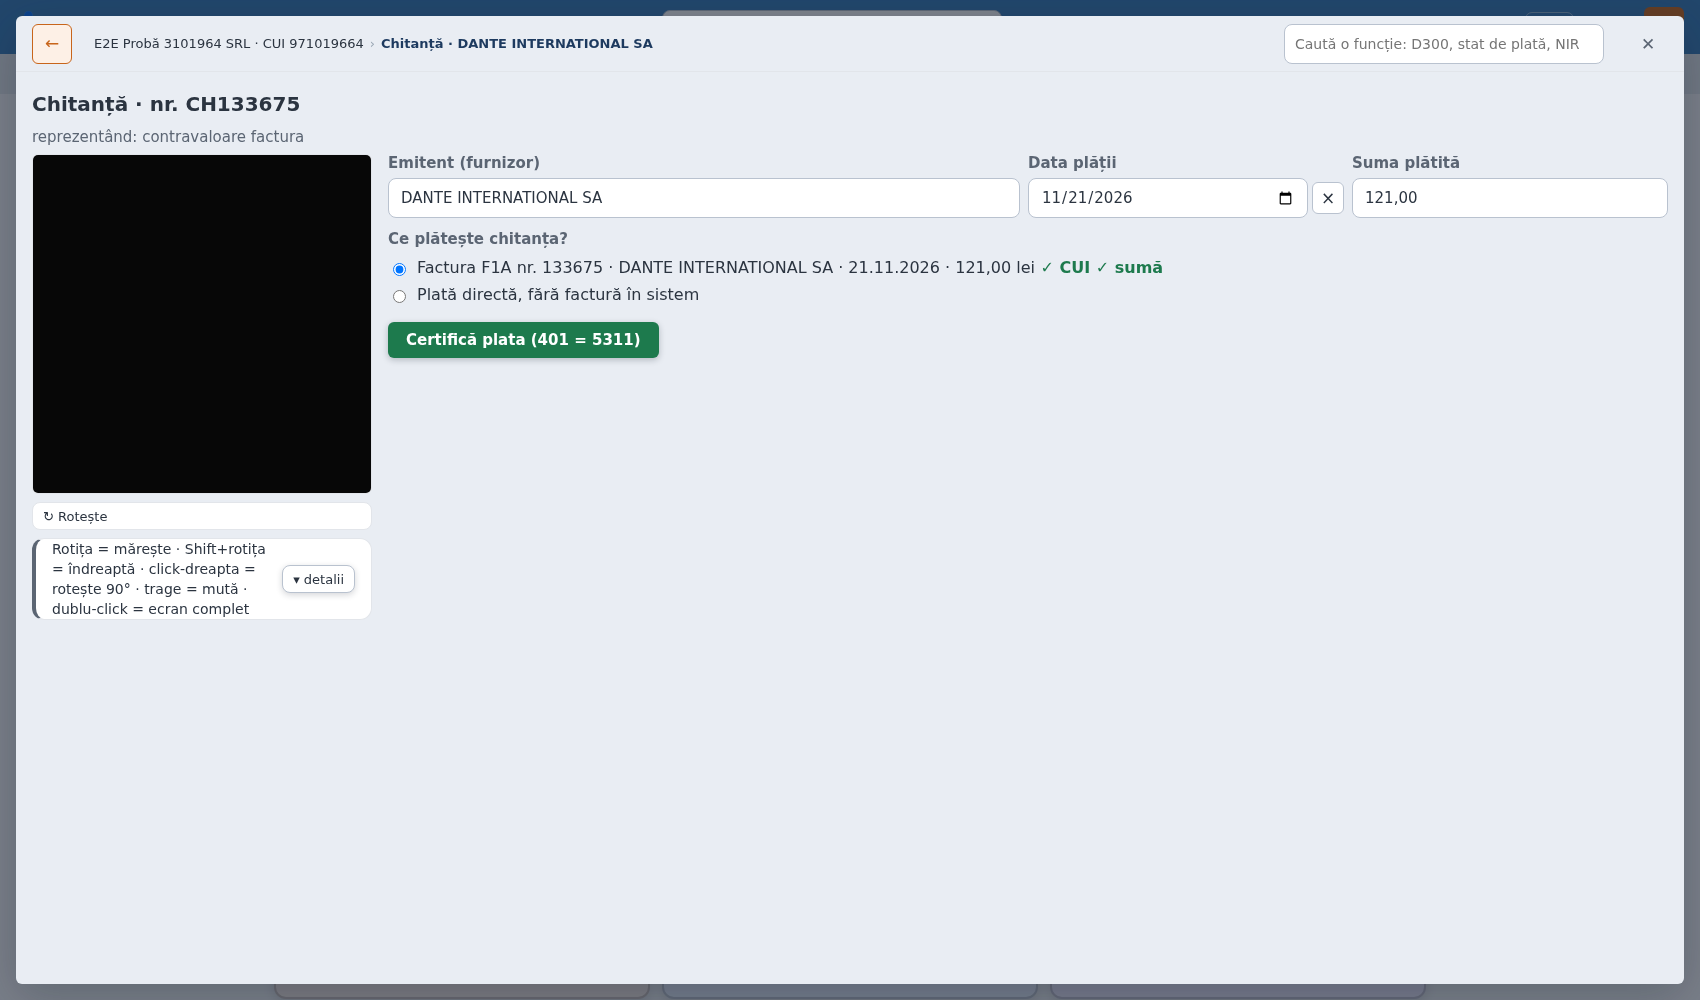 ←
E2E Probă 3101964 SRL · CUI 971019664 › Chitanță · DANTE INTERNATIONAL SA
Caută o funcție: D300, stat de plată, NIR
✕
Chitanță · nr. CH133675
reprezentând: contravaloare factura
Emitent (furnizor)
DANTE INTERNATIONAL SA
Data plății
11/21/2026
×
Suma plătită
121,00
Ce plătește chitanța?
Factura F1A nr. 133675 · DANTE INTERNATIONAL SA · 21.11.2026 · 121,00 lei ✓ CUI ✓ sumă
Plată directă, fără factură în sistem
Certifică plata (401 = 5311)
↻ Rotește
Rotița = mărește · Shift+rotița
= îndreaptă · click-dreapta =
rotește 90° · trage = mută ·
dublu-click = ecran complet
▾ detalii